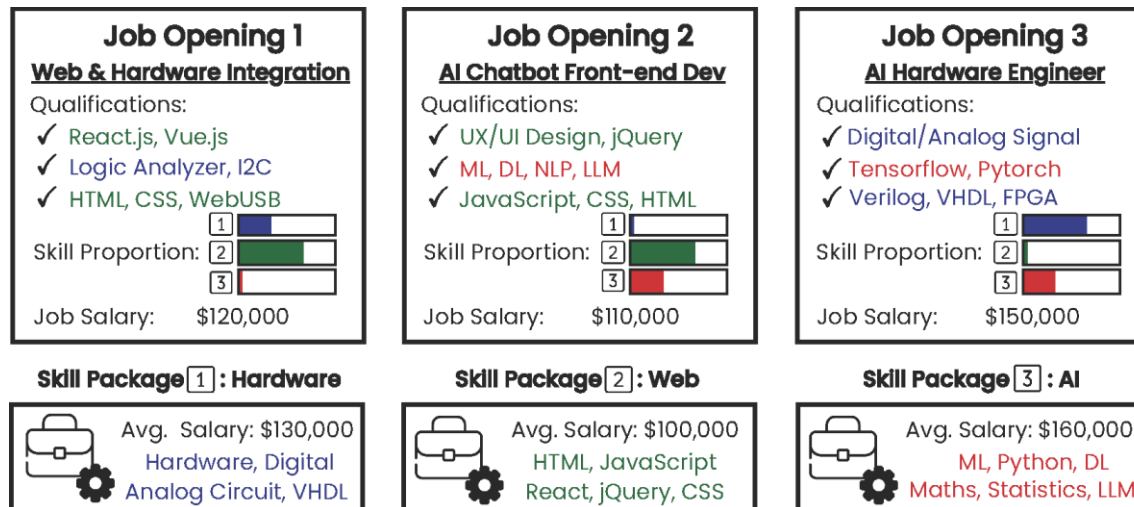 Job Opening 1
Web & Hardware Integration
Qualifications:
✓ React.js, Vue.js
✓ Logic Analyzer, I2C
✓ HTML, CSS, WebUSB
1
Skill Proportion: 2
3
Job Salary: $120,000
Job Opening 2
AI Chatbot Front-end Dev
Qualifications:
✓ UX/UI Design, jQuery
✓ ML, DL, NLP, LLM
✓ JavaScript, CSS, HTML
1
Skill Proportion: 2
3
Job Salary: $110,000
Job Opening 3
AI Hardware Engineer
Qualifications:
✓ Digital/Analog Signal
✓ Tensorflow, Pytorch
✓ Verilog, VHDL, FPGA
1
Skill Proportion: 2
3
Job Salary: $150,000
Skill Package 1 : Hardware
Avg. Salary: $130,000
Hardware, Digital
Analog Circuit, VHDL
Skill Package 2 : Web
Avg. Salary: $100,000
HTML, JavaScript
React, jQuery, CSS
Skill Package 3 : AI
Avg. Salary: $160,000
ML, Python, DL
Maths, Statistics, LLM